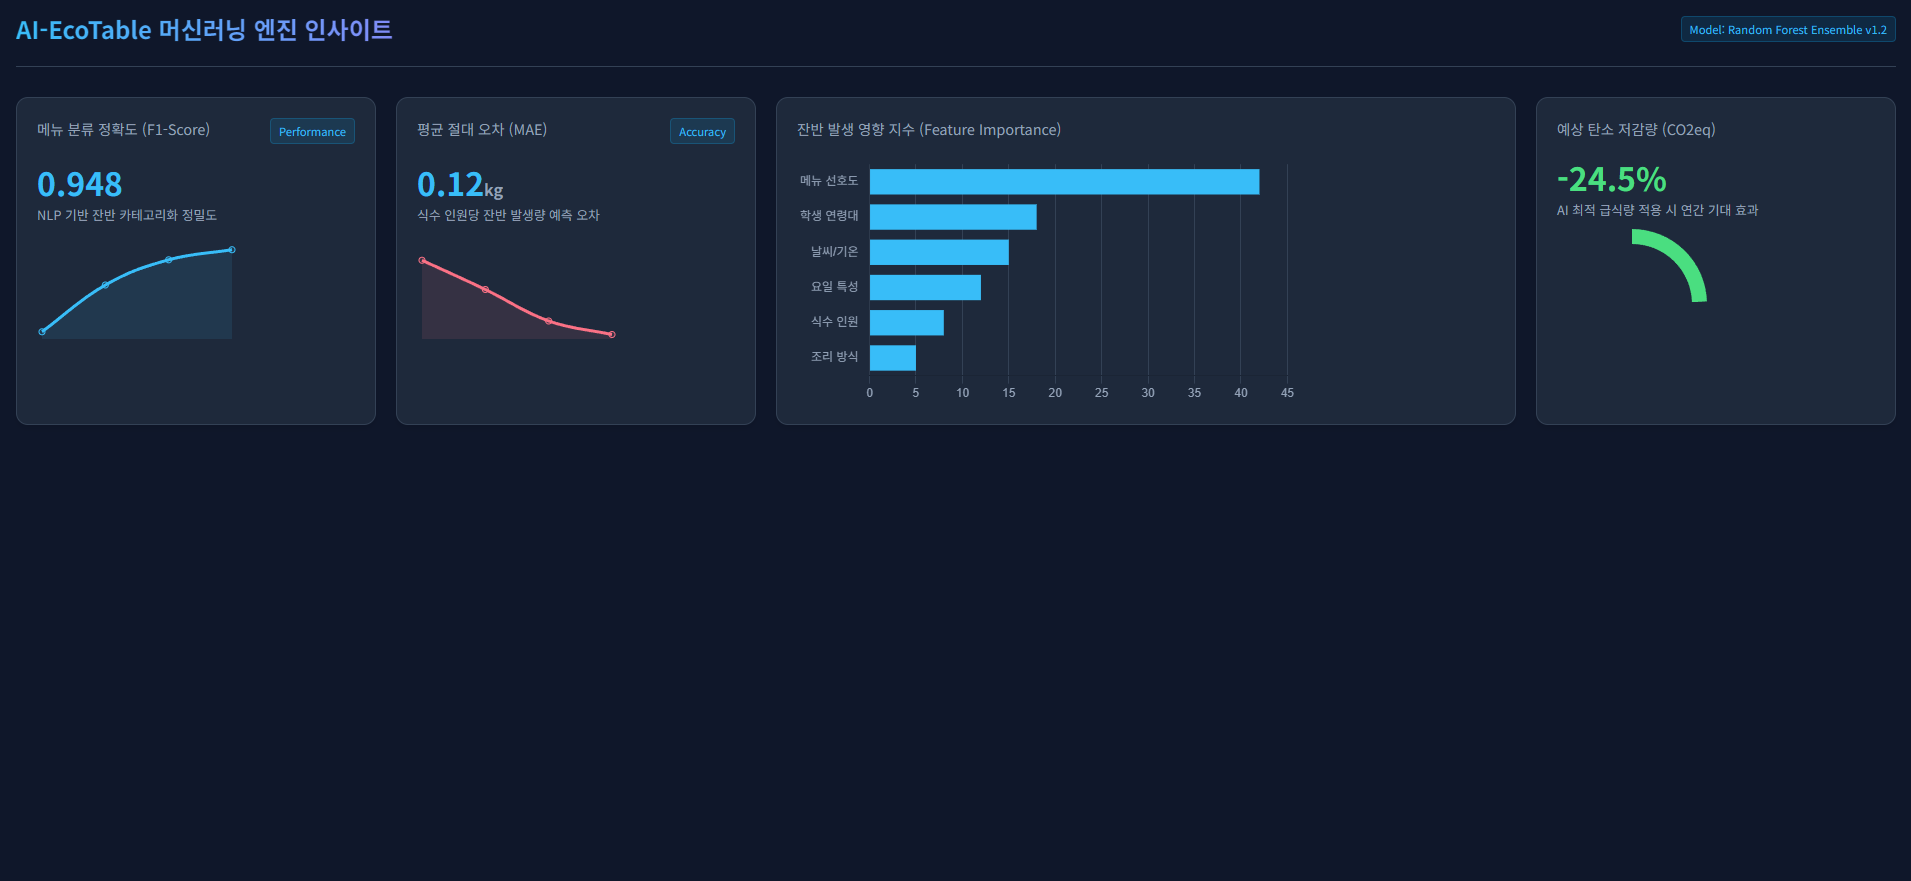 AI-EcoTable 머신러닝 엔진 인사이트
Model: Random Forest Ensemble v1.2
메뉴 분류 정확도 (F1-Score)
Performance
0.948
NLP 기반 잔반 카테고리화 정밀도
평균 절대 오차 (MAE)
Accuracy
0.12kg
식수 인원당 잔반 발생량 예측 오차
잔반 발생 영향 지수 (Feature Importance)
메뉴 선호도
학생 연령대
날씨/기온
요일 특성
식수 인원
조리 방식
0 5 10 15 20 25 30 35 40 45
예상 탄소 저감량 (CO2eq)
-24.5%
AI 최적 급식량 적용 시 연간 기대 효과